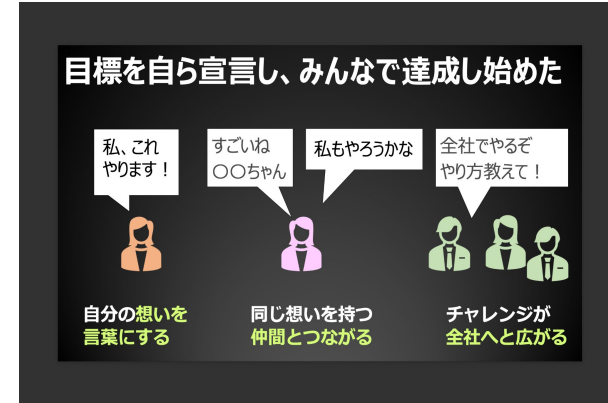 目標を自ら宣言し、みんなで達成し始めた
私、これ
やります！
すごいね
〇〇ちゃん
私もやろうかな
全社でやるぞ
やり方教えて！
自分の想いを
言葉にする
同じ想いを持つ
仲間とつながる
チャレンジが
全社へと広がる